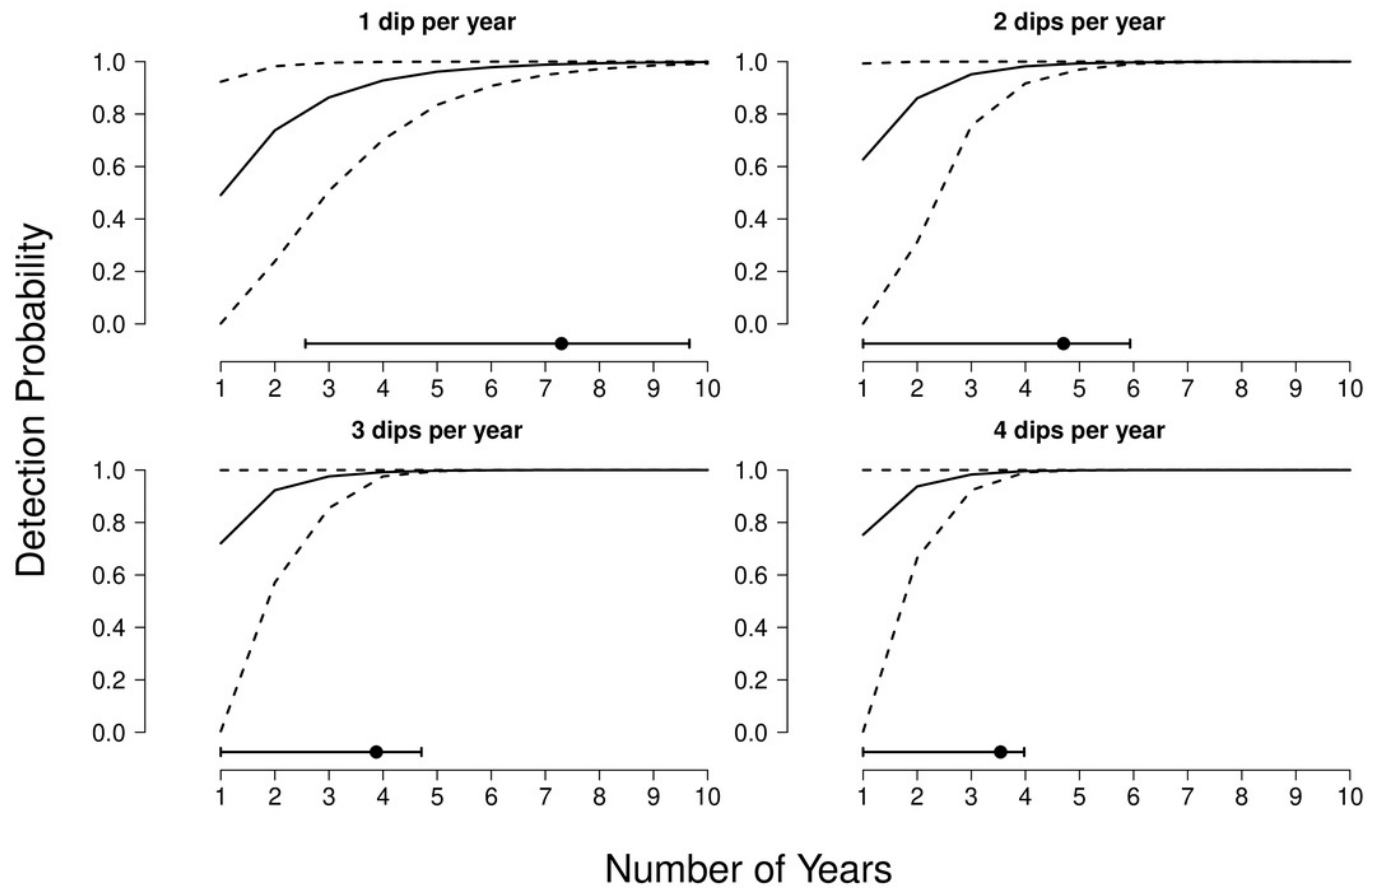 1 dip per year
2 dips per year
1.0 0.8 0.6 0.4 0.2 0.0
1.0 0.8 0.6 0.4 0.2 0.0
1 2 3 4 5 6 7 8 9 10
1 2 3 4 5 6 7 8 9 10
3 dips per year
4 dips per year
1.0 0.8 0.6 0.4 0.2 0.0
1.0 0.8 0.6 0.4 0.2 0.0
1 2 3 4 5 6 7 8 9 10
1 2 3 4 5 6 7 8 9 10
Detection Probability
Number of Years